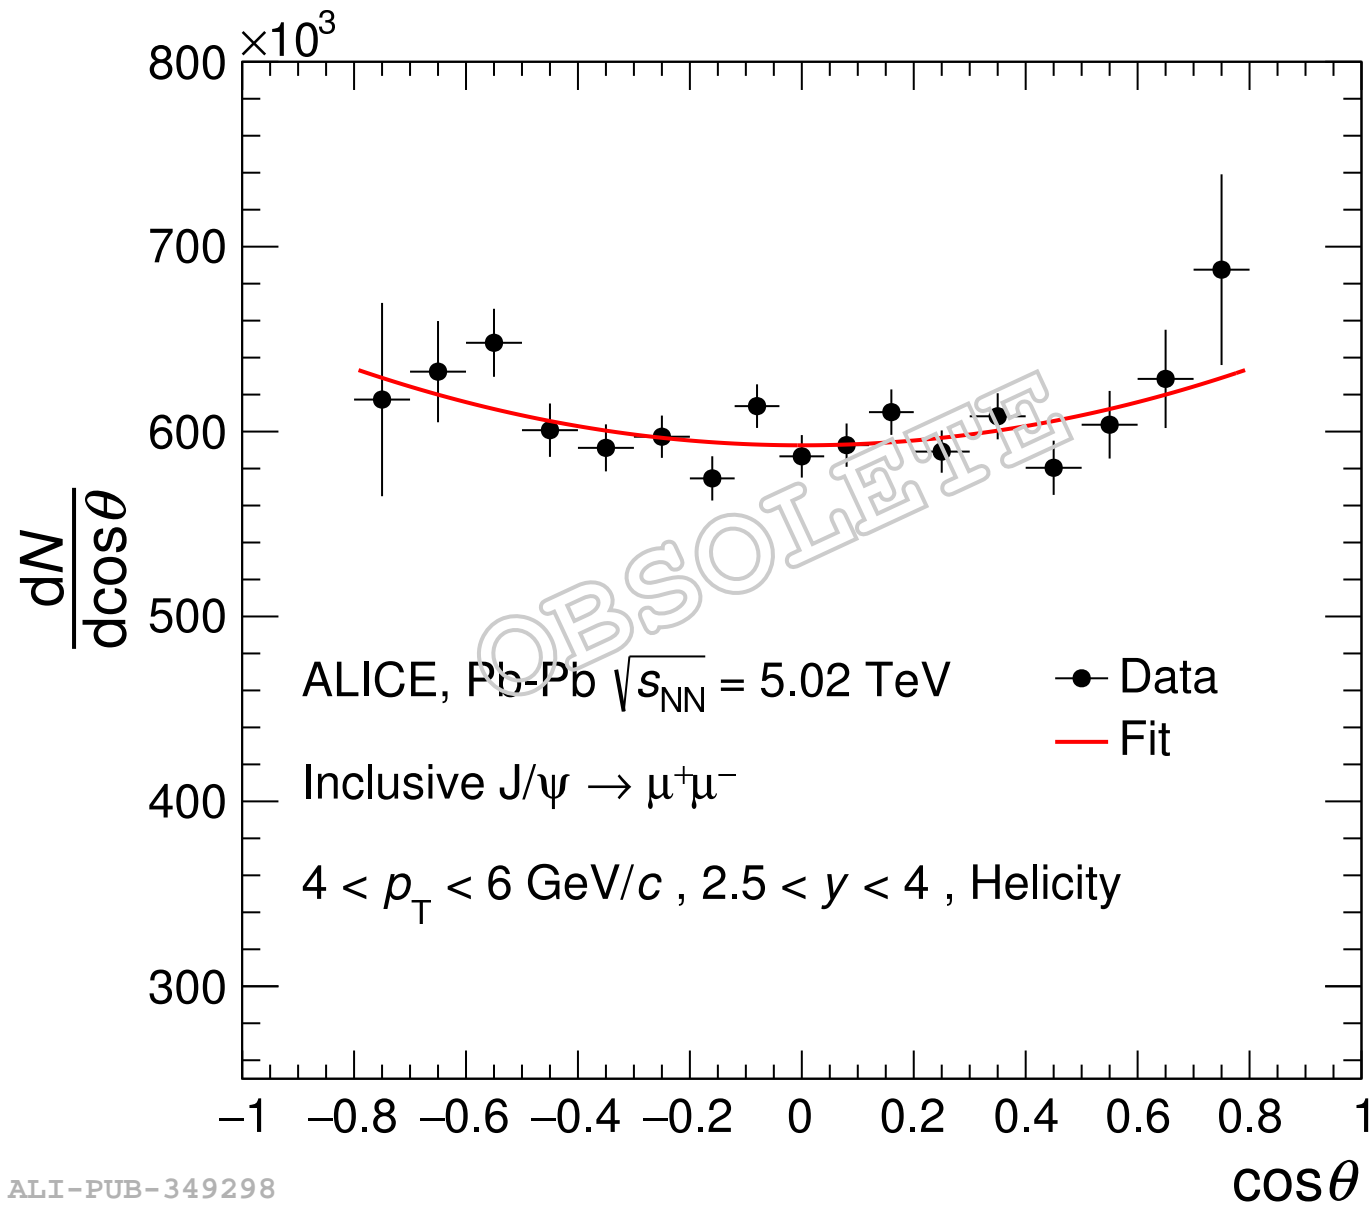 ×10³
800
700
600
500
400
300
dN
dcosθ
OBSOLETE
ALICE, Pb-Pb √sNN = 5.02 TeV
Data
Fit
Inclusive J/ψ → μ⁺μ⁻
4 < pT < 6 GeV/c , 2.5 < y < 4 , Helicity
−1 −0.8 −0.6 −0.4 −0.2 0 0.2 0.4 0.6 0.8 1
cosθ
ALI-PUB-349298